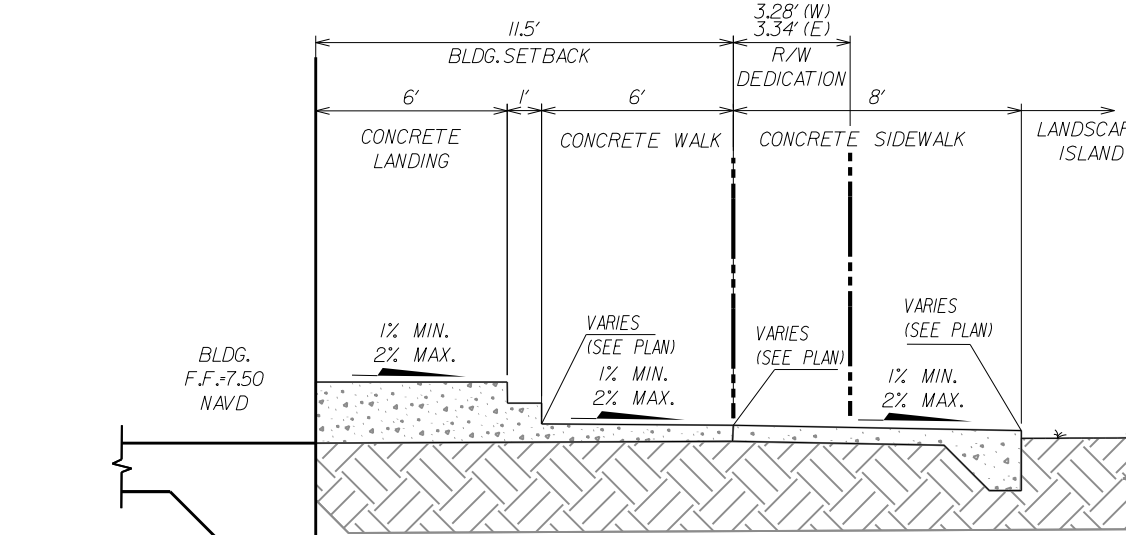 3.28' (W)
11.5'
3.34' (E)
BLDG. SETBACK
R/W
DEDICATION
6'
1'
6'
8'
CONCRETE
LANDING
CONCRETE WALK
CONCRETE SIDEWALK
LANDSCAP
ISLAND
VARIES
(SEE PLAN)
VARIES
(SEE PLAN)
VARIES
(SEE PLAN)
1% MIN.
2% MAX.
1% MIN.
2% MAX.
1% MIN.
2% MAX.
BLDG.
F.F.=7.50
NAVD